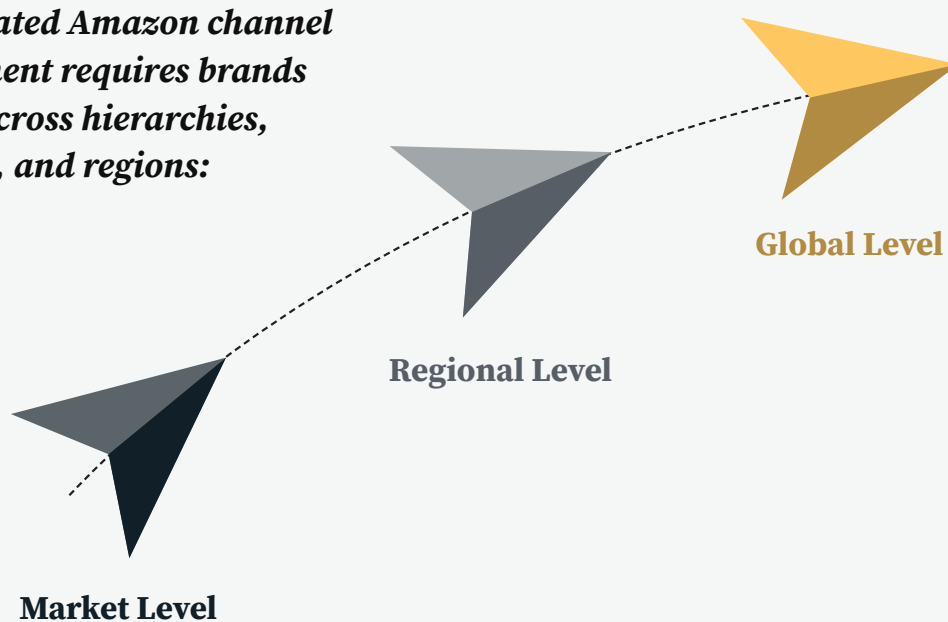 ated Amazon channel
ent requires brands
cross hierarchies,
, and regions:
Global Level
Regional Level
Market Level